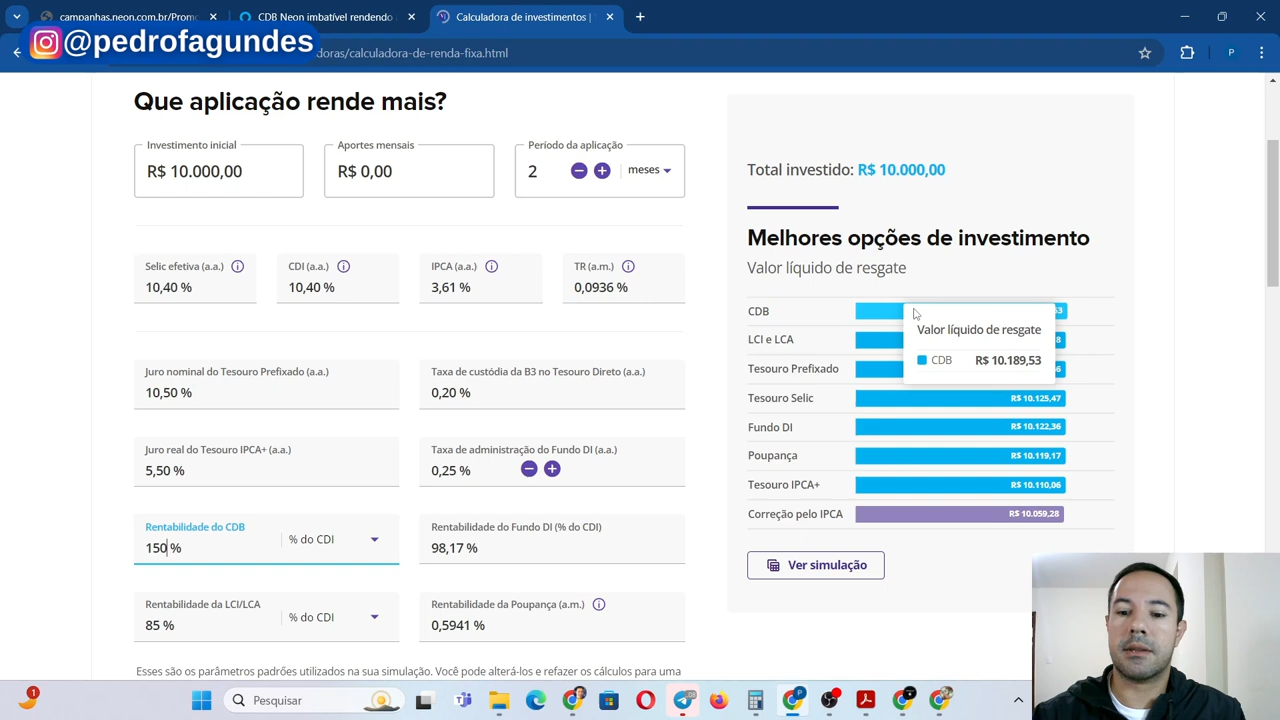 campanhas.neon.com.br/Promo
CDB Neon imbatível rendendo
Calculadora de investimentos |
@pedrofagundes
doras/calculadora-de-renda-fixa.html
P
Que aplicação rende mais?
Investimento inicial
R$ 10.000,00
Aportes mensais
R$ 0,00
Período da aplicação
2
meses
Selic efetiva (a.a.)
10,40 %
CDI (a.a.)
10,40 %
IPCA (a.a.)
3,61 %
TR (a.m.)
0,0936 %
Juro nominal do Tesouro Prefixado (a.a.)
10,50 %
Taxa de custódia da B3 no Tesouro Direto (a.a.)
0,20 %
Juro real do Tesouro IPCA+ (a.a.)
5,50 %
Taxa de administração do Fundo DI (a.a.)
0,25 %
Rentabilidade do CDB
150 %
% do CDI
Rentabilidade do Fundo DI (% do CDI)
98,17 %
Rentabilidade da LCI/LCA
85 %
% do CDI
Rentabilidade da Poupança (a.m.)
0,5941 %
Esses são os parâmetros padrões utilizados na sua simulação. Você pode alterá-los e refazer os cálculos para uma
Total investido: R$ 10.000,00
Melhores opções de investimento
Valor líquido de resgate
CDB
53
LCI e LCA
8
Tesouro Prefixado
6
Valor líquido de resgate
CDB R$ 10.189,53
Tesouro Selic
R$ 10.125,47
Fundo DI
R$ 10.122,36
Poupança
R$ 10.119,17
Tesouro IPCA+
R$ 10.110,06
Correção pelo IPCA
R$ 10.059,28
Ver simulação
1
Pesquisar